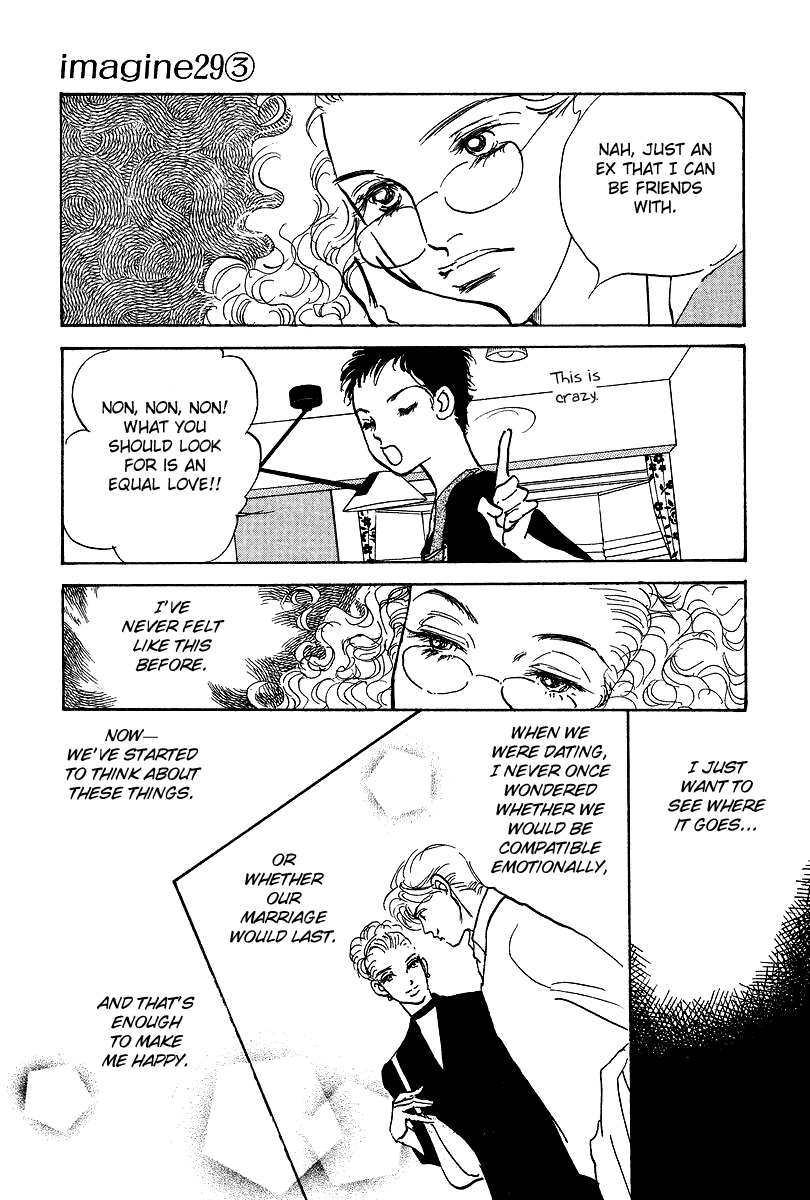 imagine29③
NAH, JUST AN
EX THAT I CAN
BE FRIENDS
WITH.
This is
crazy.
NON, NON, NON!
WHAT YOU
SHOULD LOOK
FOR IS AN
EQUAL LOVE!!
I'VE
NEVER FELT
LIKE THIS
BEFORE.
I JUST
WANT TO
SEE WHERE
IT GOES...
WHEN WE
WERE DATING,
I NEVER ONCE
WONDERED
WHETHER WE
WOULD BE
COMPATIBLE
EMOTIONALLY,
OR
WHETHER
OUR
MARRIAGE
WOULD LAST.
NOW—
WE'VE STARTED
TO THINK ABOUT
THESE THINGS.
AND THAT'S
ENOUGH
TO MAKE
ME HAPPY.